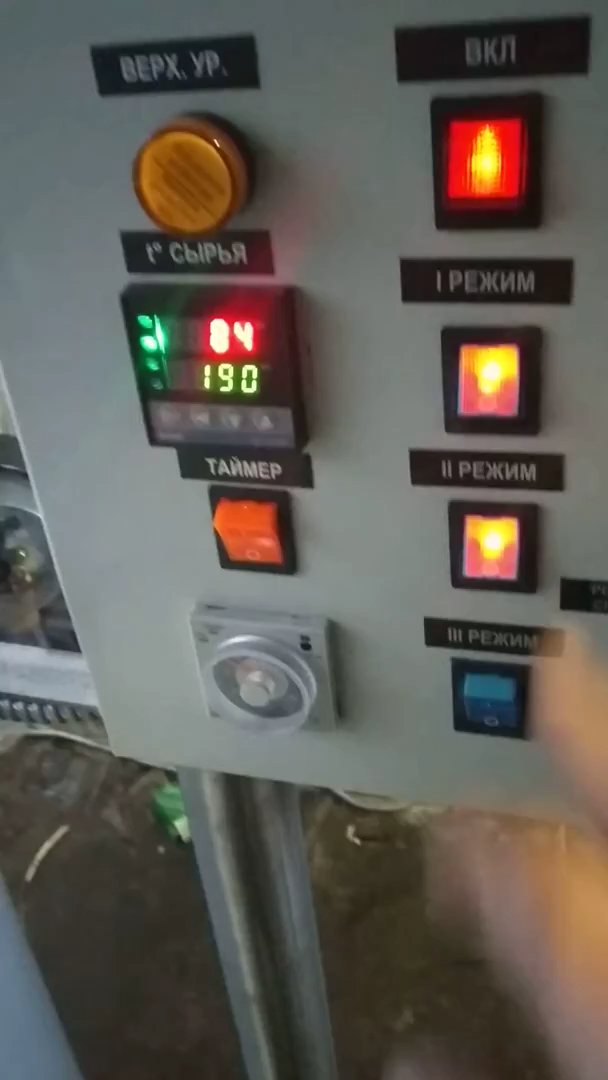 ВЕРХ. УР.
ВКЛ
t° СЫРЬЯ
I РЕЖИМ
84
190
ТАЙМЕР
II РЕЖИМ
III РЕЖИМ